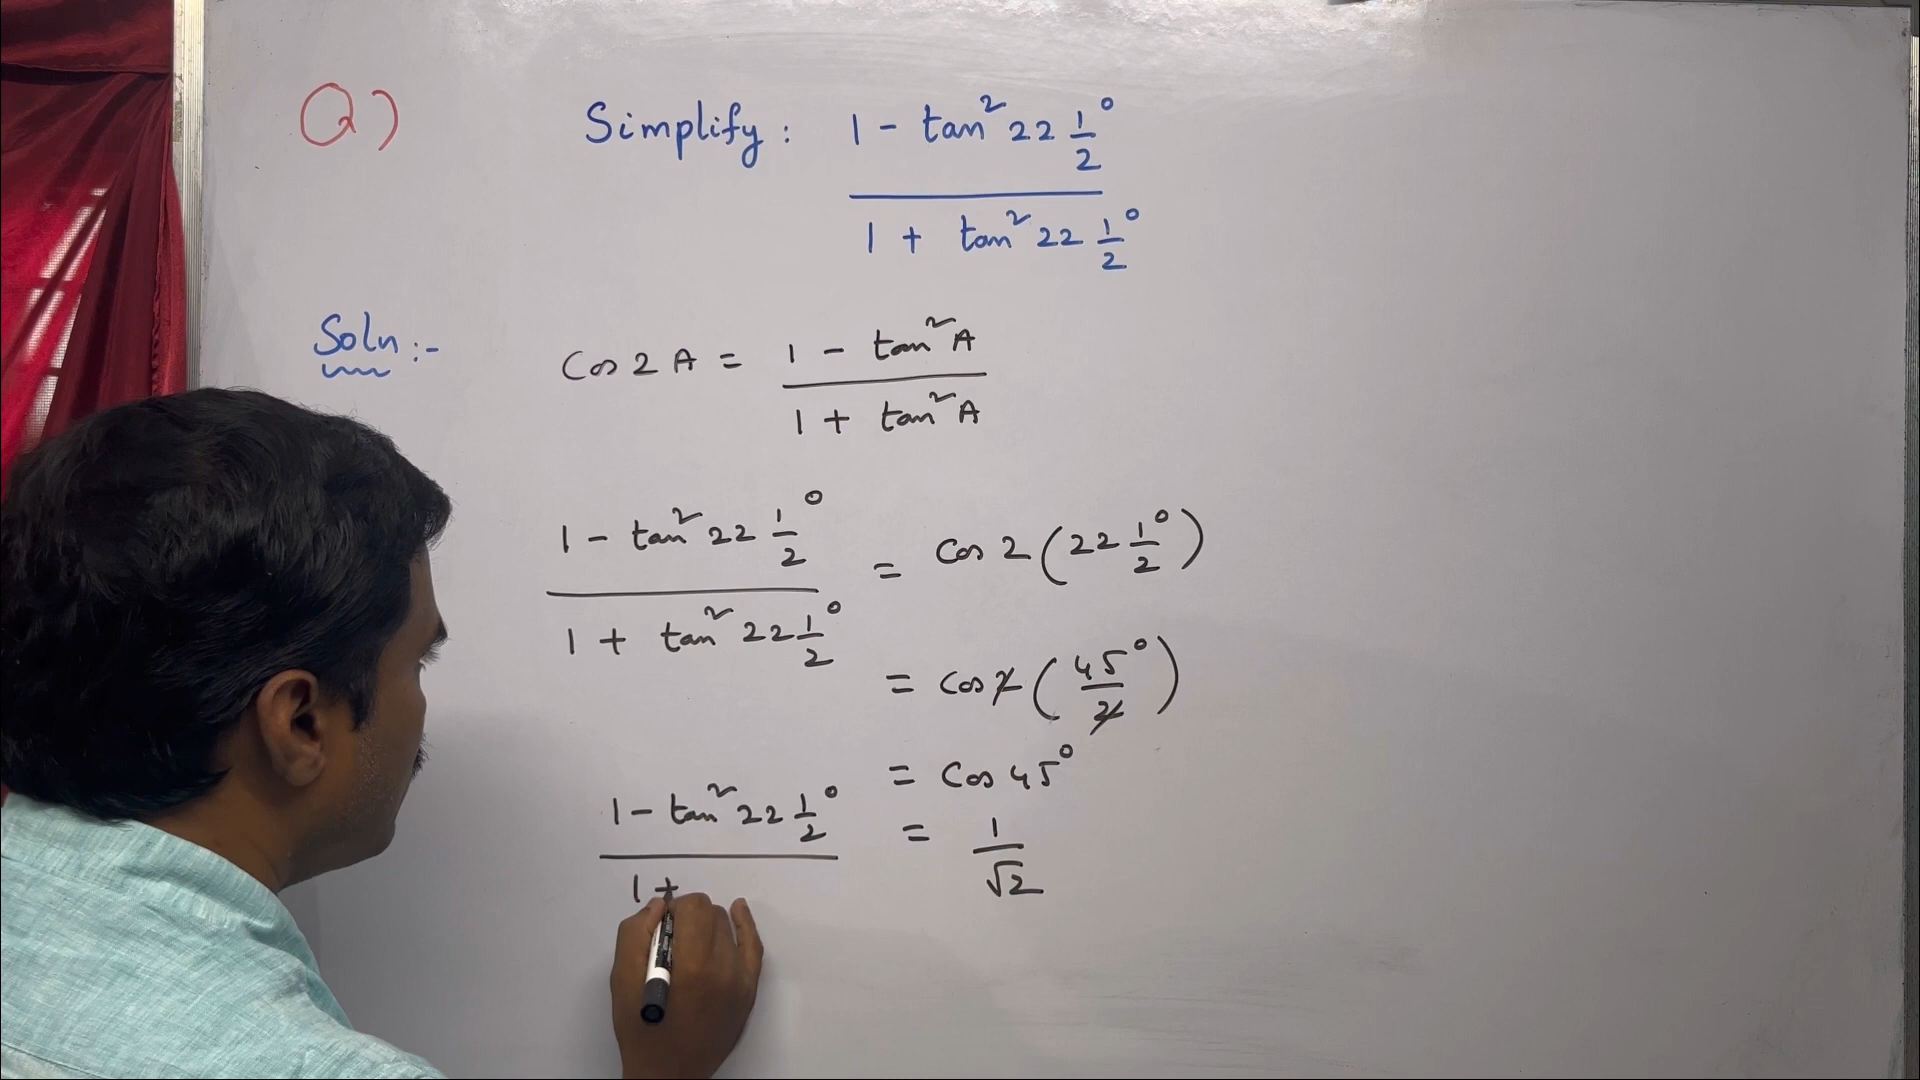 Q) Simplify: 1 - tan² 22 1/2°
1 + tan² 22 1/2°
Soln :- Cos 2A = 1 - tan² A
1 + tan² A
1 - tan² 22 1/2° = Cos 2 (22 1/2°)
1 + tan² 22 1/2°
= Cos 2 (45°/2)
= Cos 45°
1 - tan² 22 1/2° = 1/√2
1 +